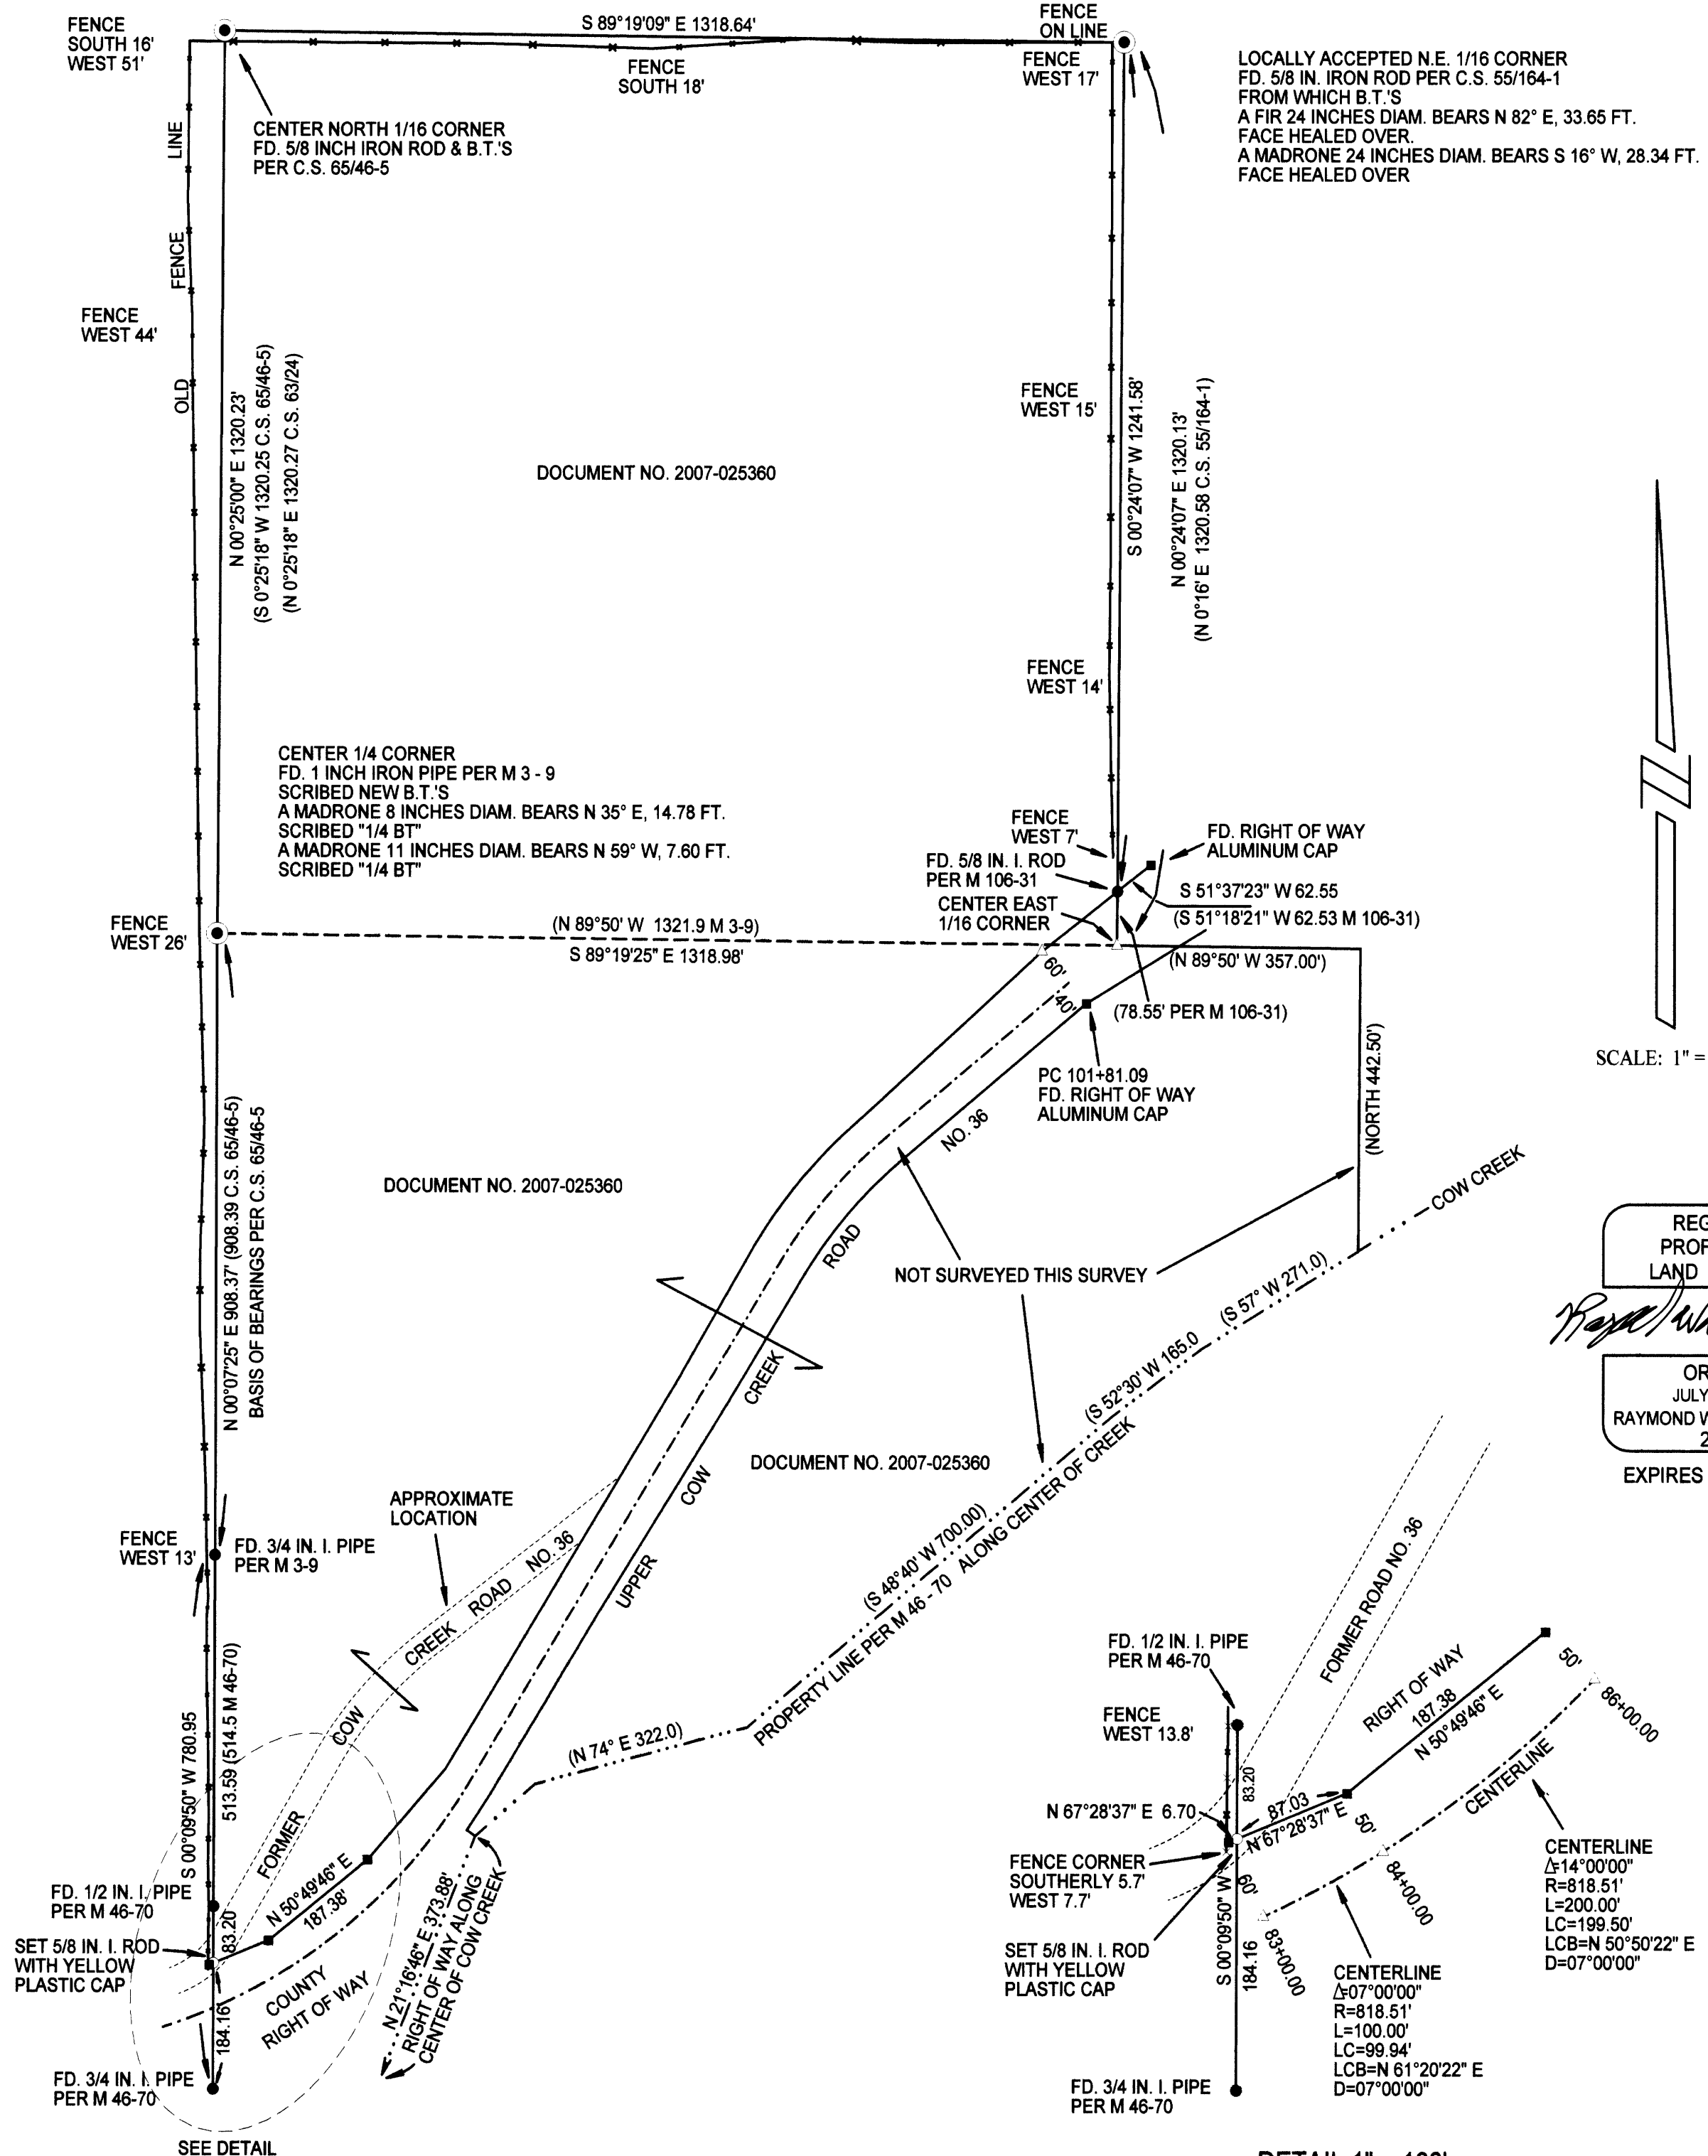 FENCE
SOUTH 16'
WEST 51'
S 89°19'09" E 1318.64'
FENCE
ON LINE
FENCE
SOUTH 18'
FENCE
WEST 17'
LOCALLY ACCEPTED N.E. 1/16 CORNER
FD. 5/8 IN. IRON ROD PER C.S. 55/164-1
FROM WHICH B.T.'S
A FIR 24 INCHES DIAM. BEARS N 82° E, 33.65 FT.
FACE HEALED OVER.
A MADRONE 24 INCHES DIAM. BEARS S 16° W, 28.34 FT.
FACE HEALED OVER
CENTER NORTH 1/16 CORNER
FD. 5/8 INCH IRON ROD & B.T.'S
PER C.S. 65/46-5
OLD FENCE LINE
FENCE
WEST 44'
N 00°25'00" E 1320.23'
(S 0°25'18" W 1320.25 C.S. 65/46-5)
(N 0°25'18" E 1320.27 C.S. 63/24)
FENCE
WEST 15'
S 00°24'07" W 1241.58'
N 00°24'07" E 1320.13'
(N 0°16' E 1320.58 C.S. 55/164-1)
DOCUMENT NO. 2007-025360
FENCE
WEST 14'
CENTER 1/4 CORNER
FD. 1 INCH IRON PIPE PER M 3 - 9
SCRIBED NEW B.T.'S
A MADRONE 8 INCHES DIAM. BEARS N 35° E, 14.78 FT.
SCRIBED "1/4 BT"
A MADRONE 11 INCHES DIAM. BEARS N 59° W, 7.60 FT.
SCRIBED "1/4 BT"
FENCE
WEST 7'
FD. RIGHT OF WAY
ALUMINUM CAP
FD. 5/8 IN. I. ROD
PER M 106-31
S 51°37'23" W 62.55
(S 51°18'21" W 62.53 M 106-31)
CENTER EAST
1/16 CORNER
FENCE
WEST 26'
(N 89°50' W 1321.9 M 3-9)
S 89°19'25" E 1318.98'
60'
40'
(N 89°50' W 357.00')
(78.55' PER M 106-31)
(NORTH 442.50')
SCALE: 1" =
PC 101+81.09
FD. RIGHT OF WAY
ALUMINUM CAP
N 00°07'25" E 908.37' (908.39 C.S. 65/46-5)
BASIS OF BEARINGS PER C.S. 65/46-5
DOCUMENT NO. 2007-025360
UPPER COW CREEK ROAD NO. 36
NOT SURVEYED THIS SURVEY
COW CREEK
(S 57° W 271.0)
(S 52°30' W 165.0
(S 48°40' W 700.00)
PROPERTY LINE PER M 46 - 70 ALONG CENTER OF CREEK
(N 74° E 322.0)
DOCUMENT NO. 2007-025360
REG
PROF
LAND
OR
JULY
RAYMOND W
2
EXPIRES
APPROXIMATE
LOCATION
FENCE
WEST 13'
FD. 3/4 IN. I. PIPE
PER M 3-9
FORMER COW CREEK ROAD NO. 36
S 00°09'50" W 780.95
513.59 (514.5 M 46-70)
FD. 1/2 IN. I. PIPE
PER M 46-70
83.20
N 50°49'46" E
187.38'
SET 5/8 IN. I. ROD
WITH YELLOW
PLASTIC CAP
COUNTY
RIGHT OF WAY
184.16'
FD. 3/4 IN. I. PIPE
PER M 46-70
SEE DETAIL
N 21°16'46" E 373.88'
RIGHT OF WAY ALONG
CENTER OF COW CREEK
FD. 1/2 IN. I. PIPE
PER M 46-70
FORMER ROAD NO. 36
FENCE
WEST 13.8'
83.20
RIGHT OF WAY
187.38
N 50°49'46" E
50'
86+00.00
CENTERLINE
N 67°28'37" E 6.70
87.03
N 67°28'37" E
50'
84+00.00
FENCE CORNER
SOUTHERLY 5.7'
WEST 7.7'
60'
83+00.00
SET 5/8 IN. I. ROD
WITH YELLOW
PLASTIC CAP
S 00°09'50" W
184.16
CENTERLINE
Δ=14°00'00"
R=818.51'
L=200.00'
LC=199.50'
LCB=N 50°50'22" E
D=07°00'00"
CENTERLINE
Δ=07°00'00"
R=818.51'
L=100.00'
LC=99.94'
LCB=N 61°20'22" E
D=07°00'00"
FD. 3/4 IN. I. PIPE
PER M 46-70